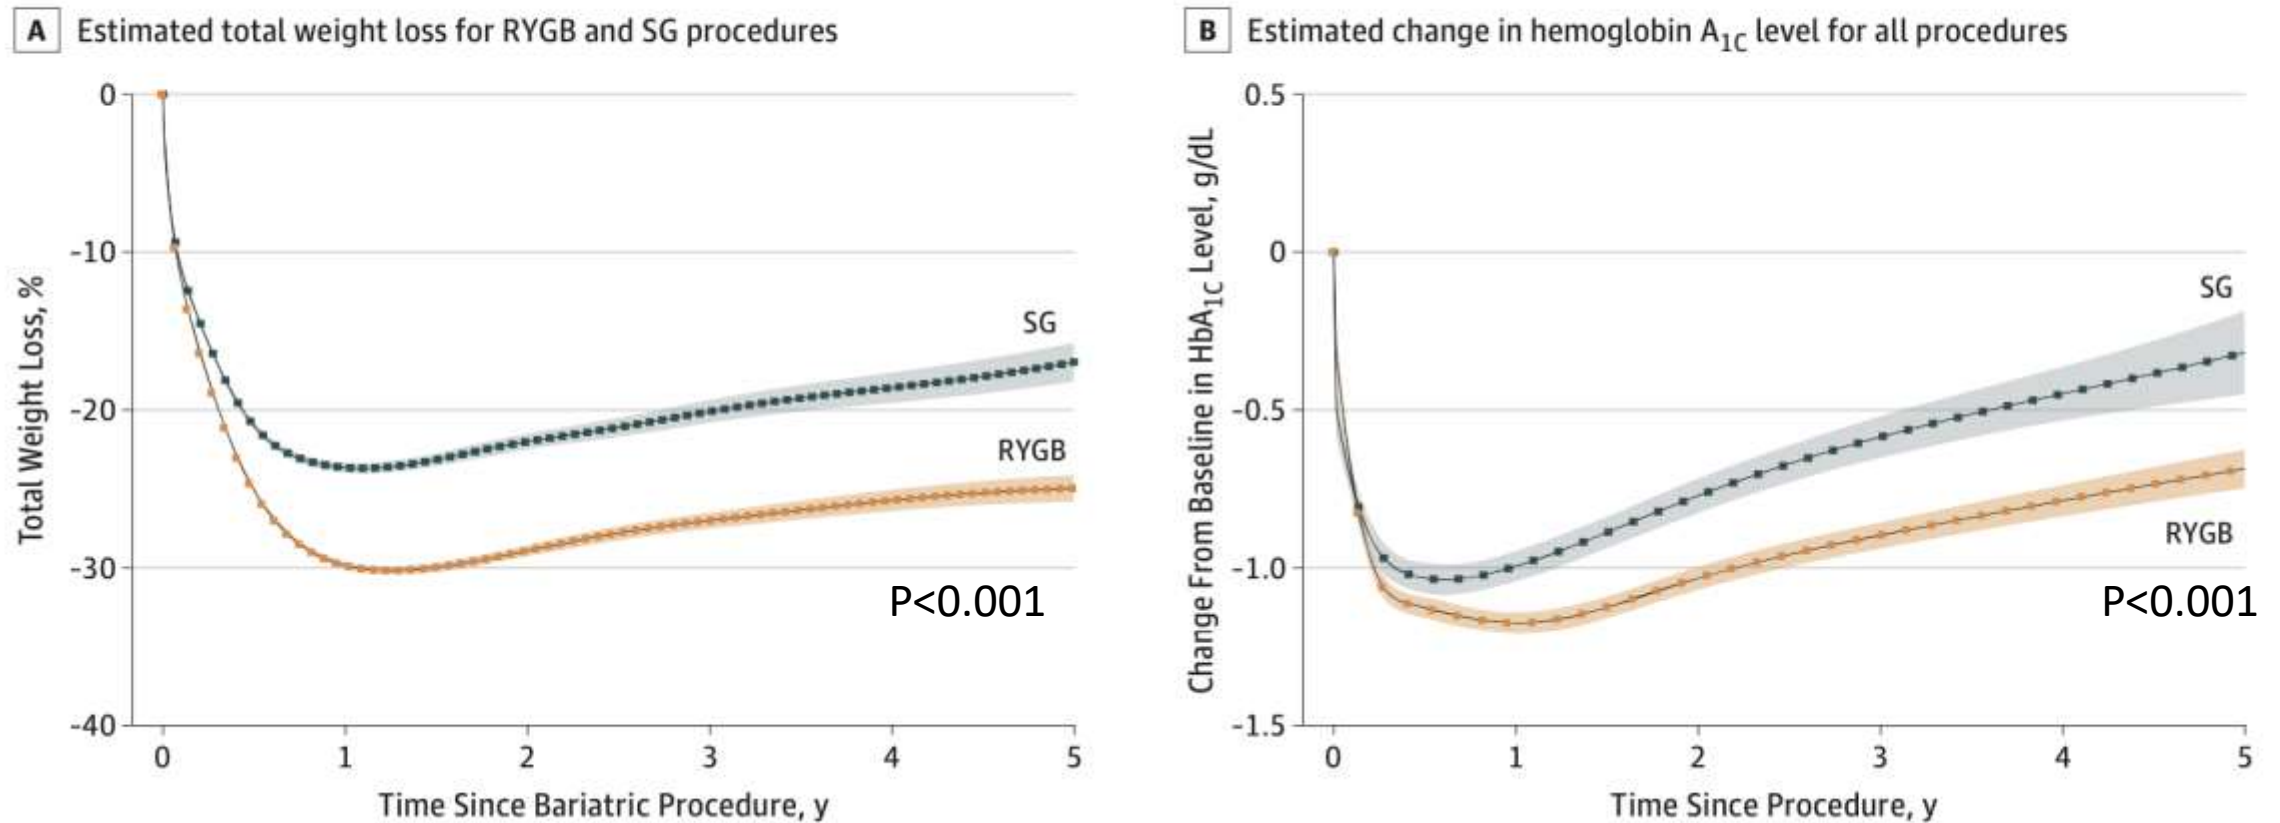 A Estimated total weight loss for RYGB and SG procedures
0
-10
-20
-30
-40
Total Weight Loss, %
SG
RYGB
P<0.001
0 1 2 3 4 5
Time Since Bariatric Procedure, y
B Estimated change in hemoglobin A1C level for all procedures
0.5
0
-0.5
-1.0
-1.5
Change From Baseline in HbA1C Level, g/dL
SG
RYGB
P<0.001
0 1 2 3 4 5
Time Since Procedure, y